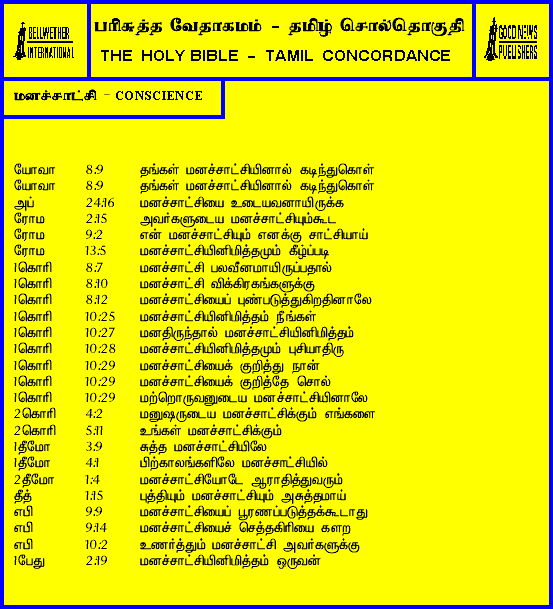 BELLWETHER
INTERNATIONAL
பரிசுத்த வேதாகமம் - தமிழ் சொல்தொகுதி
THE HOLY BIBLE - TAMIL CONCORDANCE
GOOD NEWS
PUBLISHERS
மனச்சாட்சி - CONSCIENCE
யோவா 8:9 தங்கள் மனச்சாட்சியினால் கடிந்துகொள்
யோவா 8:9 தங்கள் மனச்சாட்சியினால் கடிந்துகொள்
அப் 24:16 மனச்சாட்சியை உடையவனாயிருக்க
ரோம 2:15 அவர்களுடைய மனச்சாட்சியும்கூட
ரோம 9:2 என் மனச்சாட்சியும் எனக்கு சாட்சியாய்
ரோம 13:5 மனச்சாட்சியினிமித்தமும் கீழ்ப்படி
1கொரி 8:7 மனச்சாட்சி பலவீனமாயிருப்பதால்
1கொரி 8:10 மனச்சாட்சி விக்கிரகங்களுக்கு
1கொரி 8:12 மனச்சாட்சியைப் புண்படுத்துகிறதினாலே
1கொரி 10:25 மனச்சாட்சியினிமித்தம் நீங்கள்
1கொரி 10:27 மனதிருந்தால் மனச்சாட்சியினிமித்தம்
1கொரி 10:28 மனச்சாட்சியினிமித்தமும் புசியாதிரு
1கொரி 10:29 மனச்சாட்சியைக் குறித்து நான்
1கொரி 10:29 மனச்சாட்சியைக் குறித்தே சொல்
1கொரி 10:29 மற்றொருவனுடைய மனச்சாட்சியினாலே
2கொரி 4:2 மனுஷருடைய மனச்சாட்சிக்கும் எங்களை
2கொரி 5:11 உங்கள் மனச்சாட்சிக்கும்
1தீமோ 3:9 சுத்த மனச்சாட்சியிலே
1தீமோ 4:1 பிற்காலங்களிலே மனச்சாட்சியில்
2தீமோ 1:4 மனச்சாட்சியோடே ஆராதித்துவரும்
தீத் 1:15 புத்தியும் மனச்சாட்சியும் அசுத்தமாய்
எபி 9:9 மனச்சாட்சியைப் பூரணப்படுத்தக்கூடாது
எபி 9:14 மனச்சாட்சியைச் செத்தகிரியை களற
எபி 10:2 உணர்த்தும் மனச்சாட்சி அவர்களுக்கு
1பேது 2:19 மனச்சாட்சியினிமித்தம் ஒருவன்